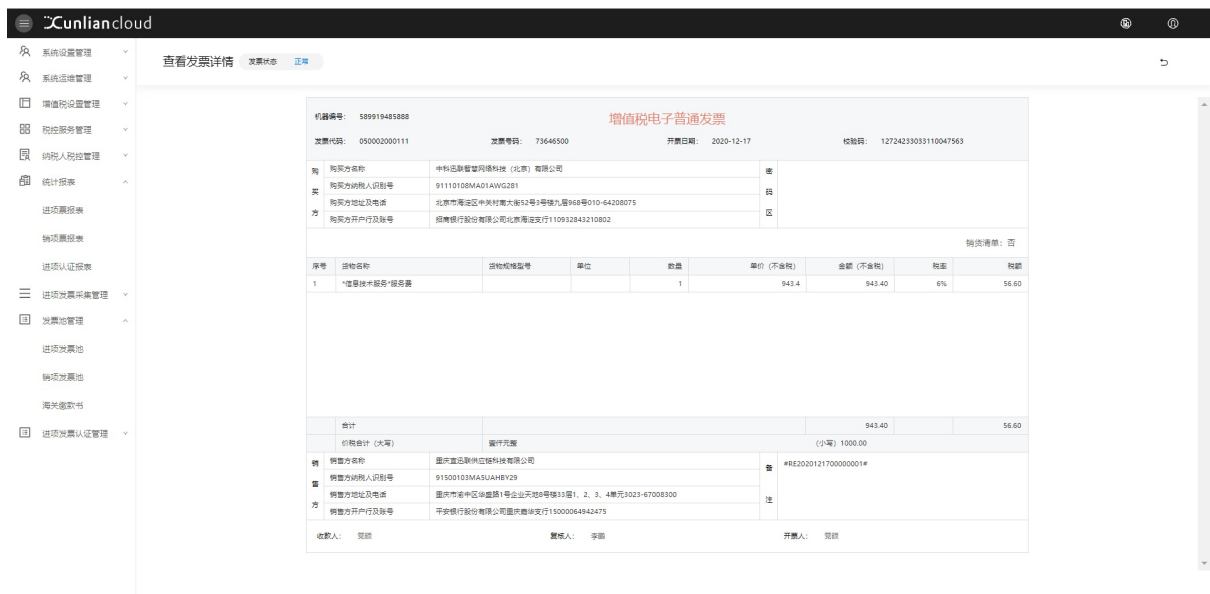 Xunliancloud
系统设置管理
系统运维管理
增值税设置管理
税控服务管理
纳税人税控管理
统计报表
进项票报表
销项票报表
进项认证报表
进项发票采集管理
发票池管理
进项发票池
销项发票池
海关缴款书
进项发票认证管理
查看发票详情 发票状态 正常
机器编号： 589919485888
增值税电子普通发票
发票代码： 050002000111 发票号码： 73646500 开票日期： 2020-12-17 校验码： 12724233033110047563
购买方
购买方名称 中科迅联智慧网络科技（北京）有限公司
购买方纳税人识别号 91110108MA01AWG281
购买方地址及电话 北京市海淀区中关村南大街52号3号楼九层968号010-64208075
购买方开户行及账号 招商银行股份有限公司北京海淀支行110932843210802
密码区
销货清单：否
序号 货物名称 货物规格型号 单位 数量 单价（不含税） 金额（不含税） 税率 税额
1 *信息技术服务*服务费 1 943.4 943.40 6% 56.60
合计 943.40 56.60
价税合计（大写） 壹仟元整 （小写）1000.00
销售方
销售方名称 重庆宜迅联供应链科技有限公司
销售方纳税人识别号 91500103MA5UAHBY29
销售方地址及电话 重庆市渝中区华盛路1号企业天地8号楼33层1、2、3、4单元3023-67008300
销售方开户行及账号 平安银行股份有限公司重庆鑫华支行15000064942475
备注
#RE2020121700000001#
收款人： 复核人： 开票人：